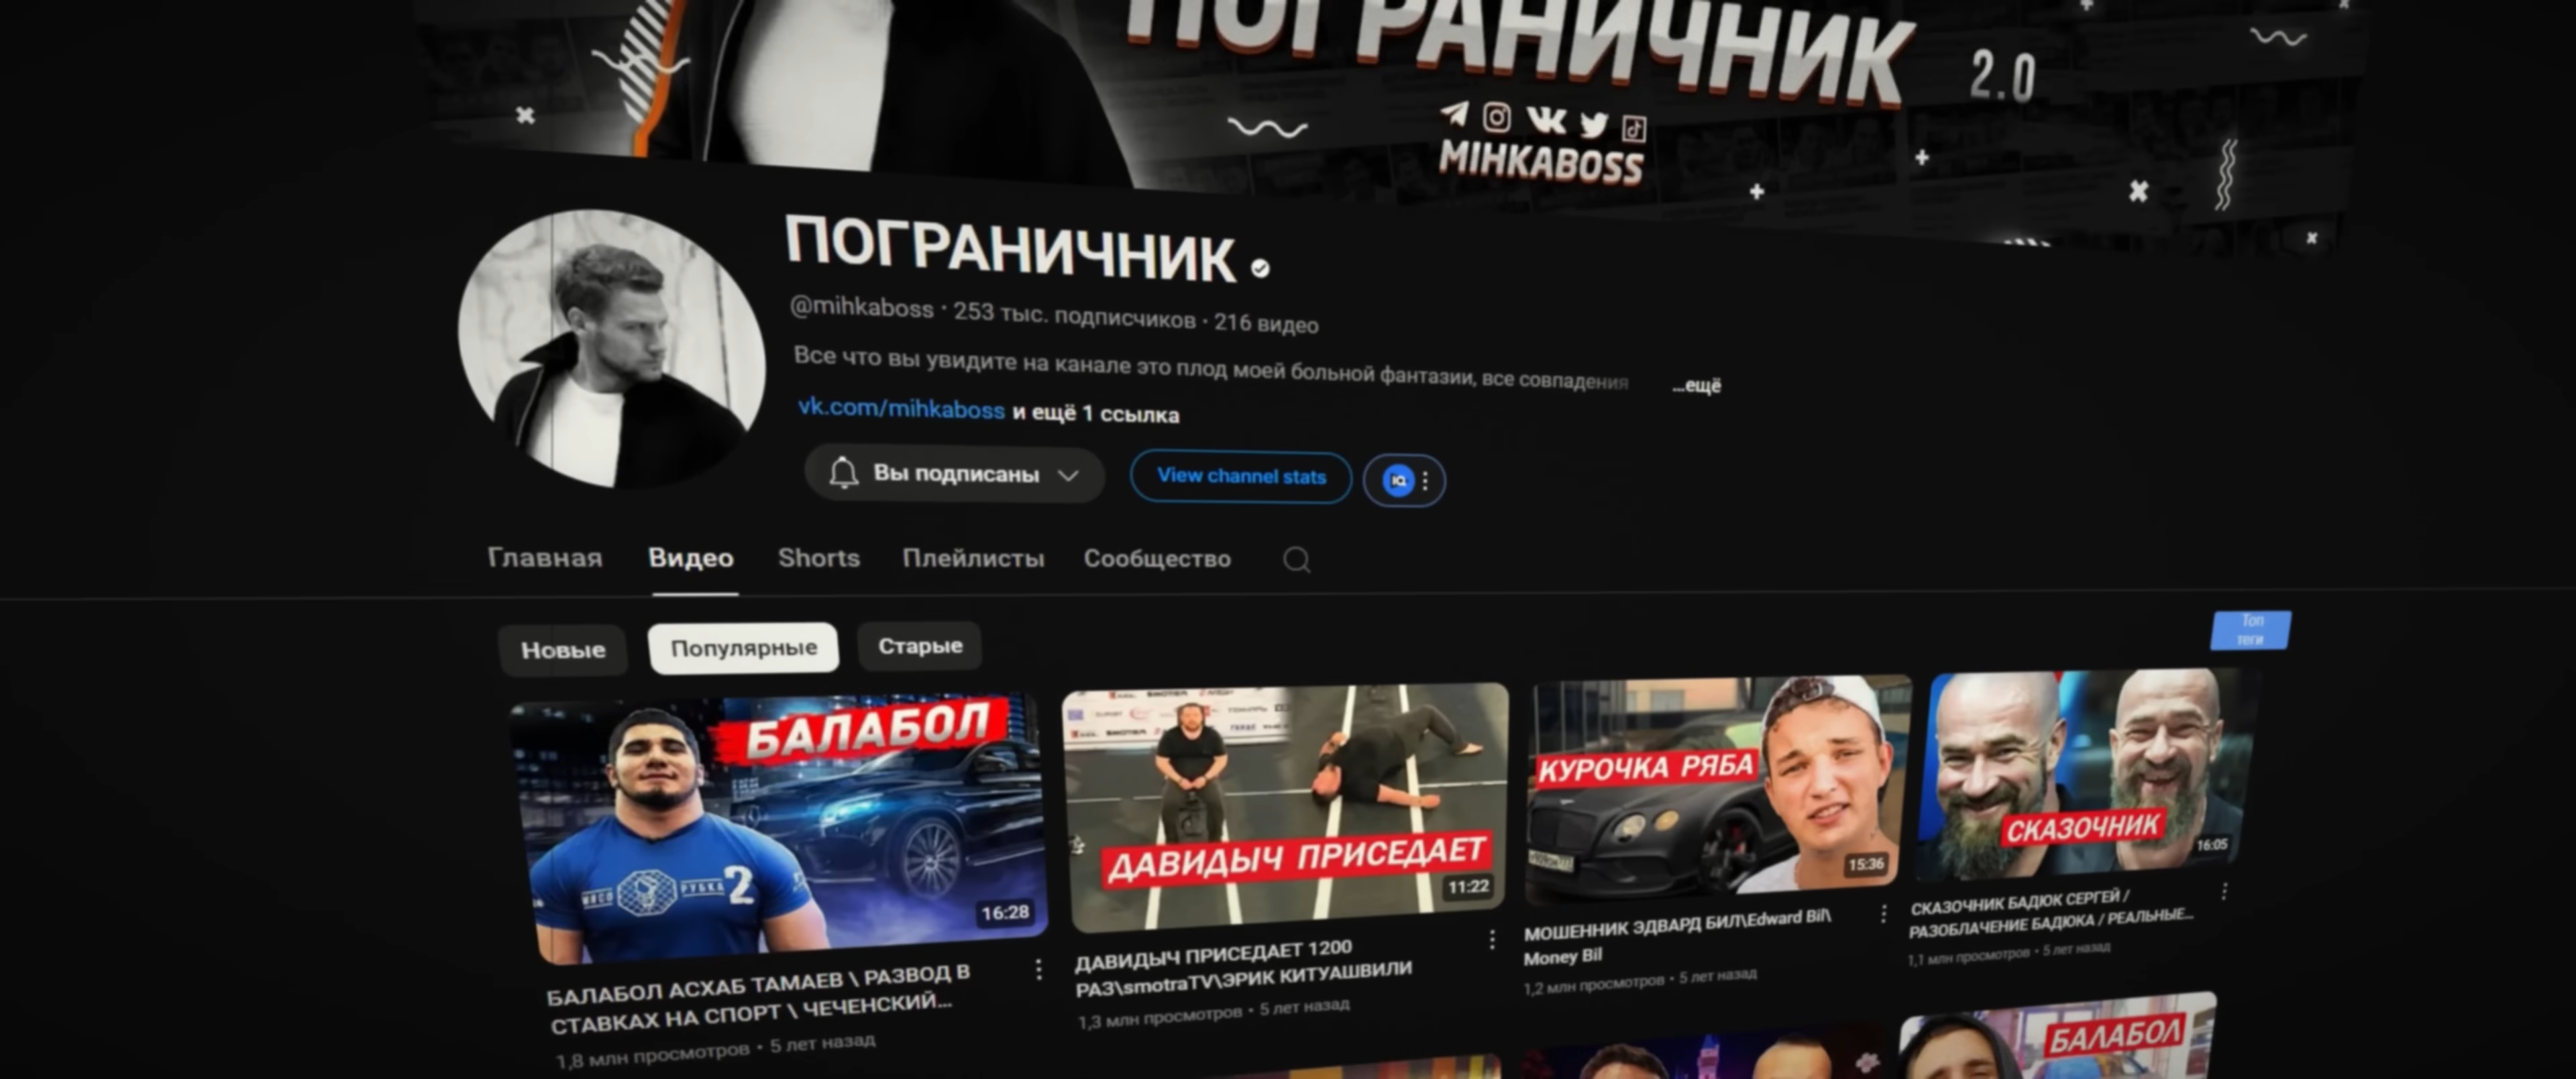 ПОГРАНИЧНИК 2.0
MIHKABOSS
ПОГРАНИЧНИК
@mihkaboss · 253 тыс. подписчиков · 216 видео
Все что вы увидите на канале это плод моей больной фантазии, все совпадения ...ещё
vk.com/mihkaboss и ещё 1 ссылка
Вы подписаны
View channel stats
IQ
Главная Видео Shorts Плейлисты Сообщество
Новые Популярные Старые
Топ
теги
БАЛАБОЛ
МЯСО РУБКА 2
16:28
ДАВИДЫЧ ПРИСЕДАЕТ
11:22
КУРОЧКА РЯБА
15:36
СКАЗОЧНИК
16:05
БАЛАБОЛ АСХАБ ТАМАЕВ \ РАЗВОД В
СТАВКАХ НА СПОРТ \ ЧЕЧЕНСКИЙ...
1,8 млн просмотров • 5 лет назад
ДАВИДЫЧ ПРИСЕДАЕТ 1200
РАЗ\smotraTV\ЭРИК КИТУАШВИЛИ
1,3 млн просмотров • 5 лет назад
МОШЕННИК ЭДВАРД БИЛ\Edward Bil\
Money Bil
1,2 млн просмотров • 5 лет назад
СКАЗОЧНИК БАДЮК СЕРГЕЙ /
РАЗОБЛАЧЕНИЕ БАДЮКА / РЕАЛЬНЫЕ...
1,1 млн просмотров • 5 лет назад
БАЛАБОЛ